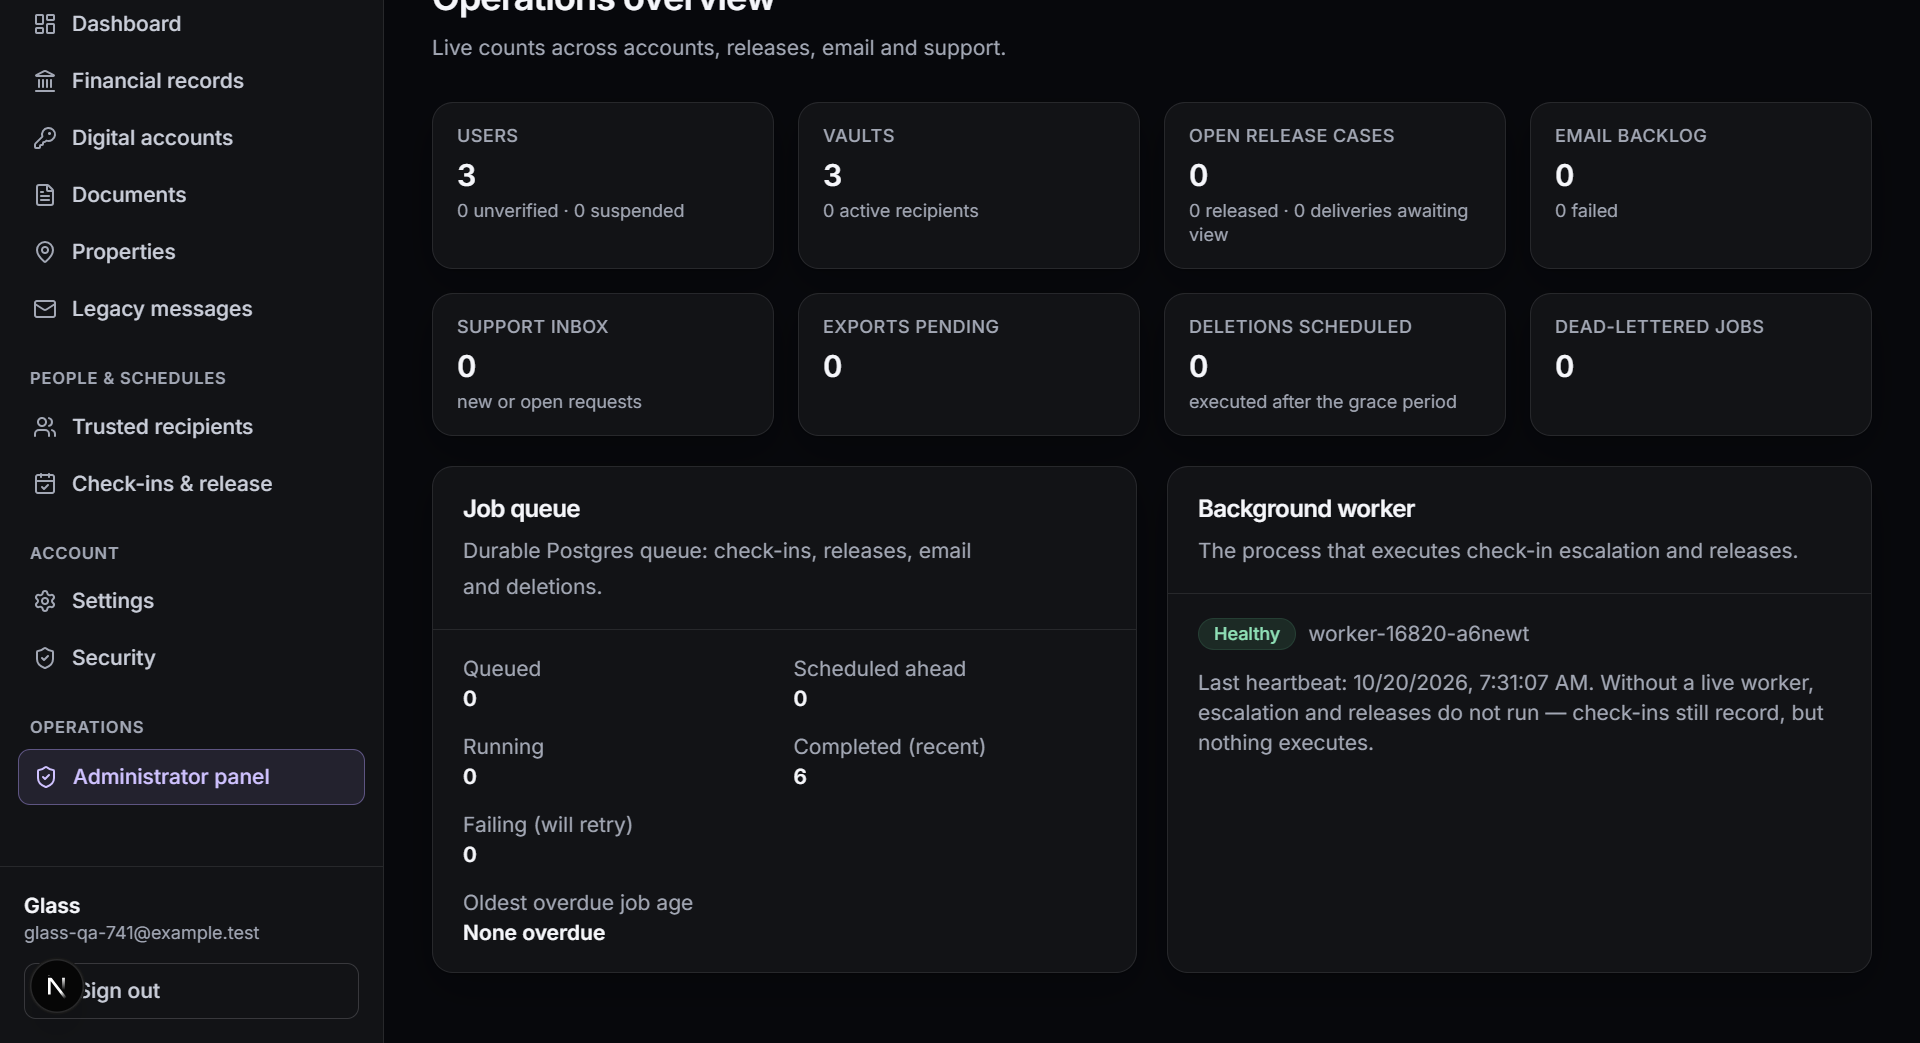 Dashboard
Financial records
Digital accounts
Documents
Properties
Legacy messages
PEOPLE & SCHEDULES
Trusted recipients
Check-ins & release
ACCOUNT
Settings
Security
OPERATIONS
Administrator panel
Glass
glass-qa-741@example.test
N
Sign out
Operations overview
Live counts across accounts, releases, email and support.
USERS
3
0 unverified · 0 suspended
VAULTS
3
0 active recipients
OPEN RELEASE CASES
0
0 released · 0 deliveries awaiting
view
EMAIL BACKLOG
0
0 failed
SUPPORT INBOX
0
new or open requests
EXPORTS PENDING
0
DELETIONS SCHEDULED
0
executed after the grace period
DEAD-LETTERED JOBS
0
Job queue
Durable Postgres queue: check-ins, releases, email
and deletions.
Queued
0
Scheduled ahead
0
Running
0
Completed (recent)
6
Failing (will retry)
0
Oldest overdue job age
None overdue
Background worker
The process that executes check-in escalation and releases.
Healthy worker-16820-a6newt
Last heartbeat: 10/20/2026, 7:31:07 AM. Without a live worker,
escalation and releases do not run — check-ins still record, but
nothing executes.